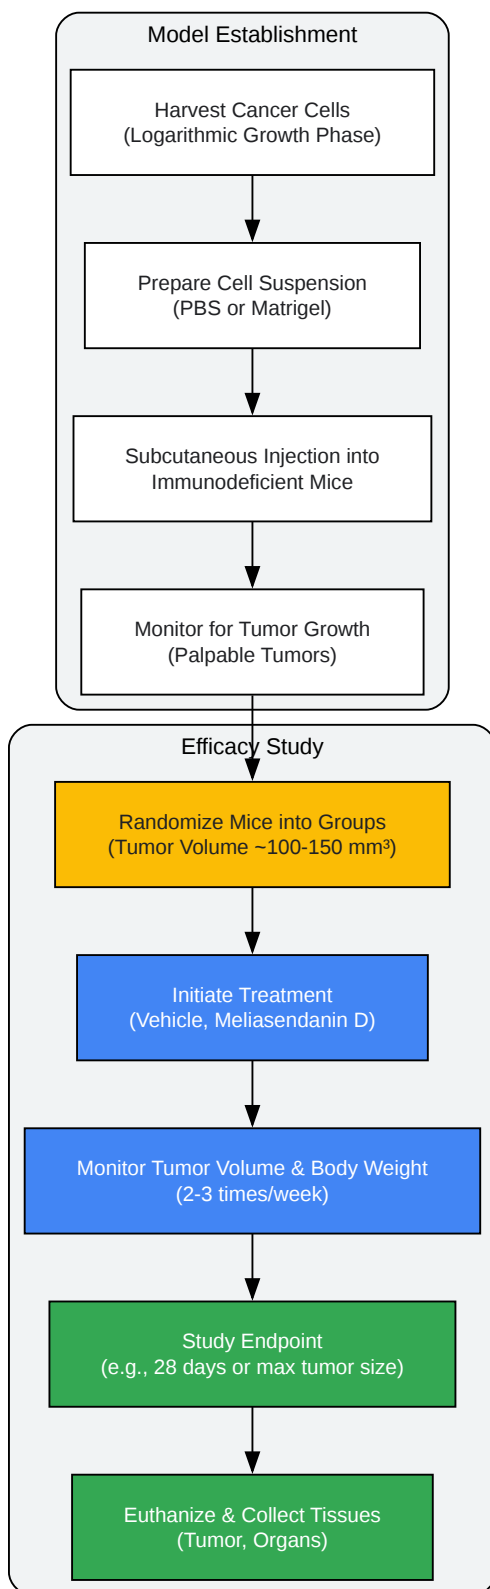 Model Establishment
Harvest Cancer Cells
(Logarithmic Growth Phase)
Prepare Cell Suspension
(PBS or Matrigel)
Subcutaneous Injection into
Immunodeficient Mice
Monitor for Tumor Growth
(Palpable Tumors)
Efficacy Study
Randomize Mice into Groups
(Tumor Volume ~100-150 mm³)
Initiate Treatment
(Vehicle, Meliasendanin D)
Monitor Tumor Volume & Body Weight
(2-3 times/week)
Study Endpoint
(e.g., 28 days or max tumor size)
Euthanize & Collect Tissues
(Tumor, Organs)